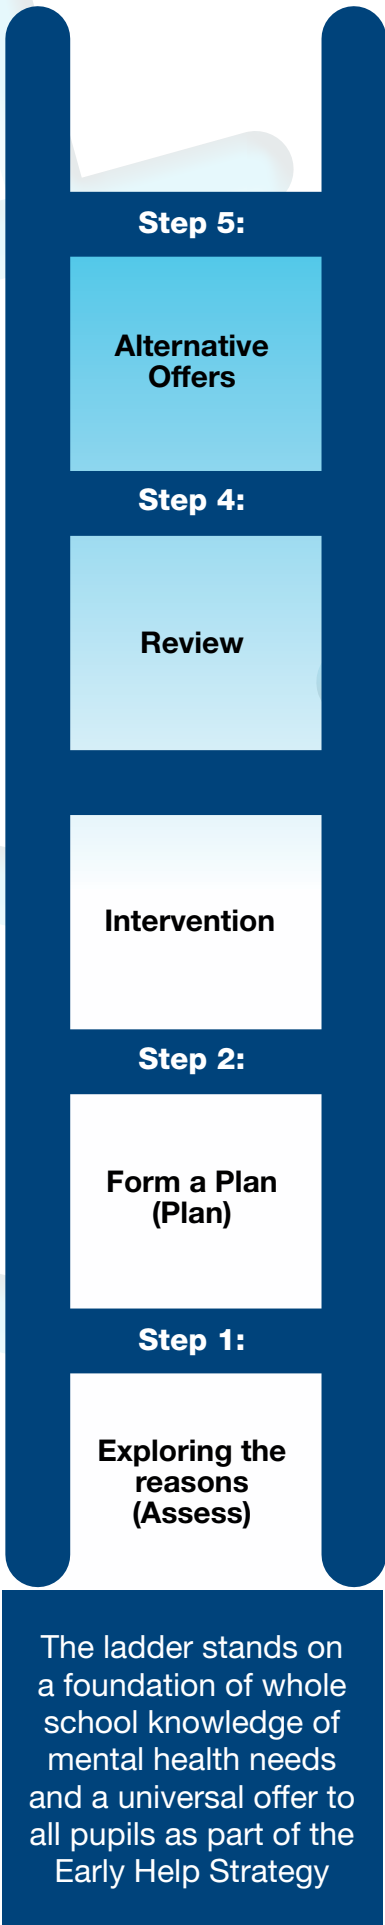 Step 5:
Alternative
Offers
Step 4:
Review
Intervention
Step 2:
Form a Plan
(Plan)
Step 1:
Exploring the
reasons
(Assess)
The ladder stands on
a foundation of whole
school knowledge of
mental health needs
and a universal offer to
all pupils as part of the
Early Help Strategy